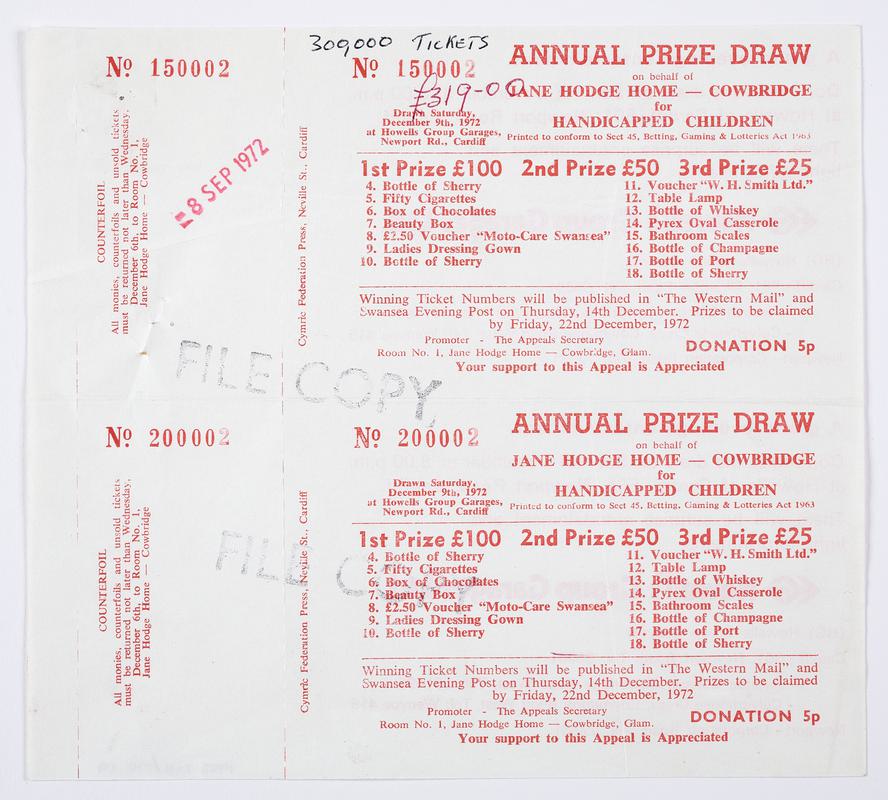 300,000 TICKETS
Nº 150002
COUNTERFOIL
All monies, counterfoils and unsold tickets
must be returned not later than Wednesday,
December 6th, to Room No. 1,
Jane Hodge Home — Cowbridge
8 SEP 1972
Cymric Federation Press, Neville St., Cardiff
Nº 150002
£319-00
Drawn Saturday,
December 9th, 1972
at Howells Group Garages,
Newport Rd., Cardiff
ANNUAL PRIZE DRAW
on behalf of
JANE HODGE HOME — COWBRIDGE
for
HANDICAPPED CHILDREN
Printed to conform to Sect 45, Betting, Gaming & Lotteries Act 1963
1st Prize £100 2nd Prize £50 3rd Prize £25
4. Bottle of Sherry
5. Fifty Cigarettes
6. Box of Chocolates
7. Beauty Box
8. £2.50 Voucher "Moto-Care Swansea"
9. Ladies Dressing Gown
10. Bottle of Sherry
11. Voucher "W. H. Smith Ltd."
12. Table Lamp
13. Bottle of Whiskey
14. Pyrex Oval Casserole
15. Bathroom Scales
16. Bottle of Champagne
17. Bottle of Port
18. Bottle of Sherry
Winning Ticket Numbers will be published in "The Western Mail" and
Swansea Evening Post on Thursday, 14th December. Prizes to be claimed
by Friday, 22nd December, 1972
Promoter - The Appeals Secretary
Room No. 1, Jane Hodge Home — Cowbridge, Glam.
DONATION 5p
Your support to this Appeal is Appreciated
FILE COPY
Nº 200002
COUNTERFOIL
All monies, counterfoils and unsold tickets
must be returned not later than Wednesday,
December 6th, to Room No. 1,
Jane Hodge Home — Cowbridge
Cymric Federation Press, Neville St., Cardiff
Nº 200002
Drawn Saturday,
December 9th, 1972
at Howells Group Garages,
Newport Rd., Cardiff
ANNUAL PRIZE DRAW
on behalf of
JANE HODGE HOME — COWBRIDGE
for
HANDICAPPED CHILDREN
Printed to conform to Sect 45, Betting, Gaming & Lotteries Act 1963
1st Prize £100 2nd Prize £50 3rd Prize £25
4. Bottle of Sherry
5. Fifty Cigarettes
6. Box of Chocolates
7. Beauty Box
8. £2.50 Voucher "Moto-Care Swansea"
9. Ladies Dressing Gown
10. Bottle of Sherry
11. Voucher "W. H. Smith Ltd."
12. Table Lamp
13. Bottle of Whiskey
14. Pyrex Oval Casserole
15. Bathroom Scales
16. Bottle of Champagne
17. Bottle of Port
18. Bottle of Sherry
FILE COPY
Winning Ticket Numbers will be published in "The Western Mail" and
Swansea Evening Post on Thursday, 14th December. Prizes to be claimed
by Friday, 22nd December, 1972
Promoter - The Appeals Secretary
Room No. 1, Jane Hodge Home — Cowbridge, Glam.
DONATION 5p
Your support to this Appeal is Appreciated